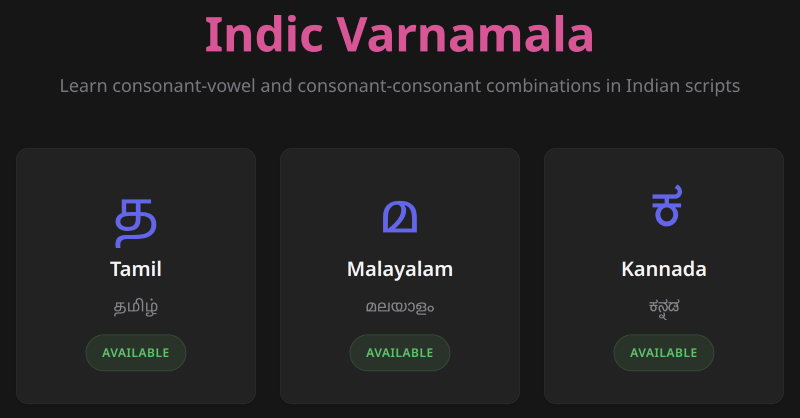 Indic Varnamala
Learn consonant-vowel and consonant-consonant combinations in Indian scripts
த
Tamil
தமிழ்
AVAILABLE
മ
Malayalam
മലയാളം
AVAILABLE
ಕ
Kannada
ಕನ್ನಡ
AVAILABLE